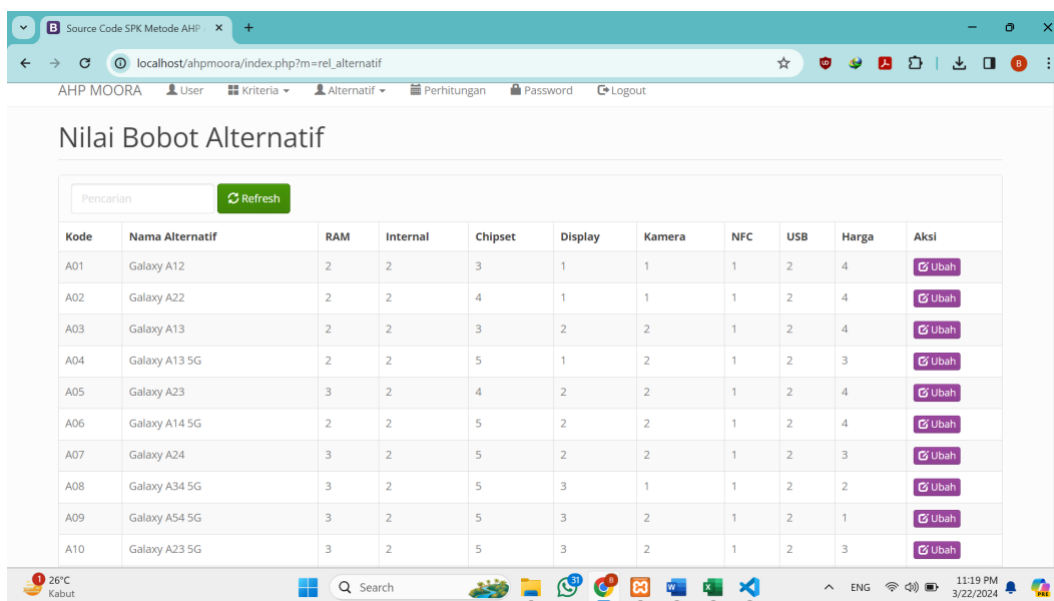 Source Code SPK Metode AHP
localhost/ahpmoora/index.php?m=rel_alternatif
B
AHP MOORA User Kriteria Alternatif Perhitungan Password Logout
Nilai Bobot Alternatif
Pencarian Refresh
Kode Nama Alternatif RAM Internal Chipset Display Kamera NFC USB Harga Aksi
A01 Galaxy A12 2 2 3 1 1 1 2 4 Ubah
A02 Galaxy A22 2 2 4 1 1 1 2 4 Ubah
A03 Galaxy A13 2 2 3 2 2 1 2 4 Ubah
A04 Galaxy A13 5G 2 2 5 1 2 1 2 3 Ubah
A05 Galaxy A23 3 2 4 2 2 1 2 4 Ubah
A06 Galaxy A14 5G 2 2 5 2 2 1 2 4 Ubah
A07 Galaxy A24 3 2 5 2 2 1 2 3 Ubah
A08 Galaxy A34 5G 3 2 5 3 1 1 2 2 Ubah
A09 Galaxy A54 5G 3 2 5 3 2 1 2 1 Ubah
A10 Galaxy A23 5G 3 2 5 3 2 1 2 3 Ubah
1 26°C Search 31 ENG 11:19 PM
Kabut 3/22/2024 PRE